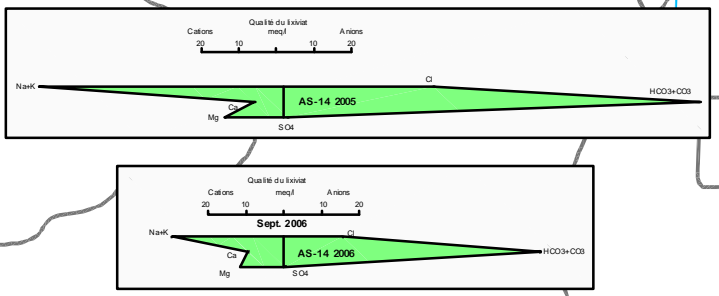 Qualité du lixiviat
Cations meq/l Anions
20 10 10 20
Cl
Na+K HCO3+CO3
Ca AS-14 2005
Mg SO4
Qualité du lixiviat
Cations meq/l Anions
20 10 10 20
Sept. 2006
Na+K Cl
Ca AS-14 2006 HCO3+CO3
Mg SO4